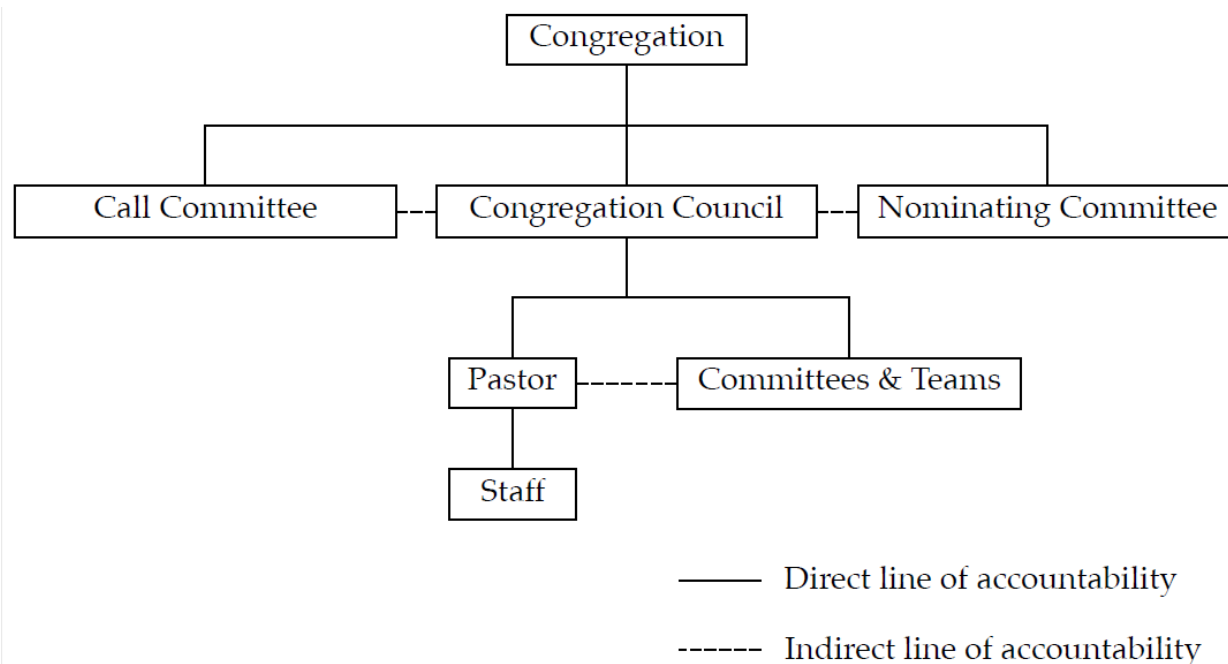 Congregation
Call Committee
Congregation Council
Nominating Committee
Pastor
Committees & Teams
Staff
Direct line of accountability
Indirect line of accountability